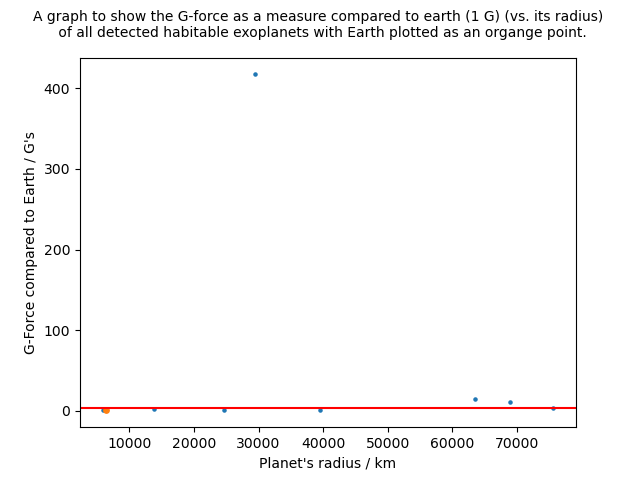 A graph to show the G-force as a measure compared to earth (1 G) (vs. its radius)
of all detected habitable exoplanets with Earth plotted as an organge point.
400
300
200
100
0
G-Force compared to Earth / G's
10000 20000 30000 40000 50000 60000 70000
Planet's radius / km